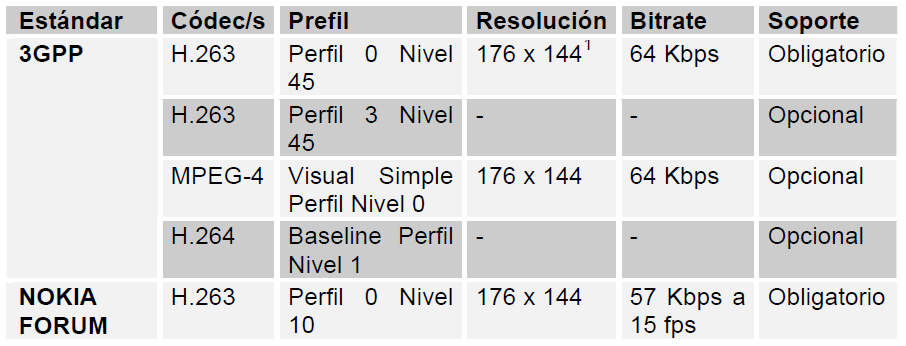 Estándar Códec/s Prefil Resolución Bitrate Soporte
3GPP H.263 Perfil 0 Nivel 176 x 144¹ 64 Kbps Obligatorio
45
H.263 Perfil 3 Nivel - - Opcional
45
MPEG-4 Visual Simple 176 x 144 64 Kbps Opcional
Perfil Nivel 0
H.264 Baseline Perfil - - Opcional
Nivel 1
NOKIA H.263 Perfil 0 Nivel 176 x 144 57 Kbps a Obligatorio
FORUM 10 15 fps